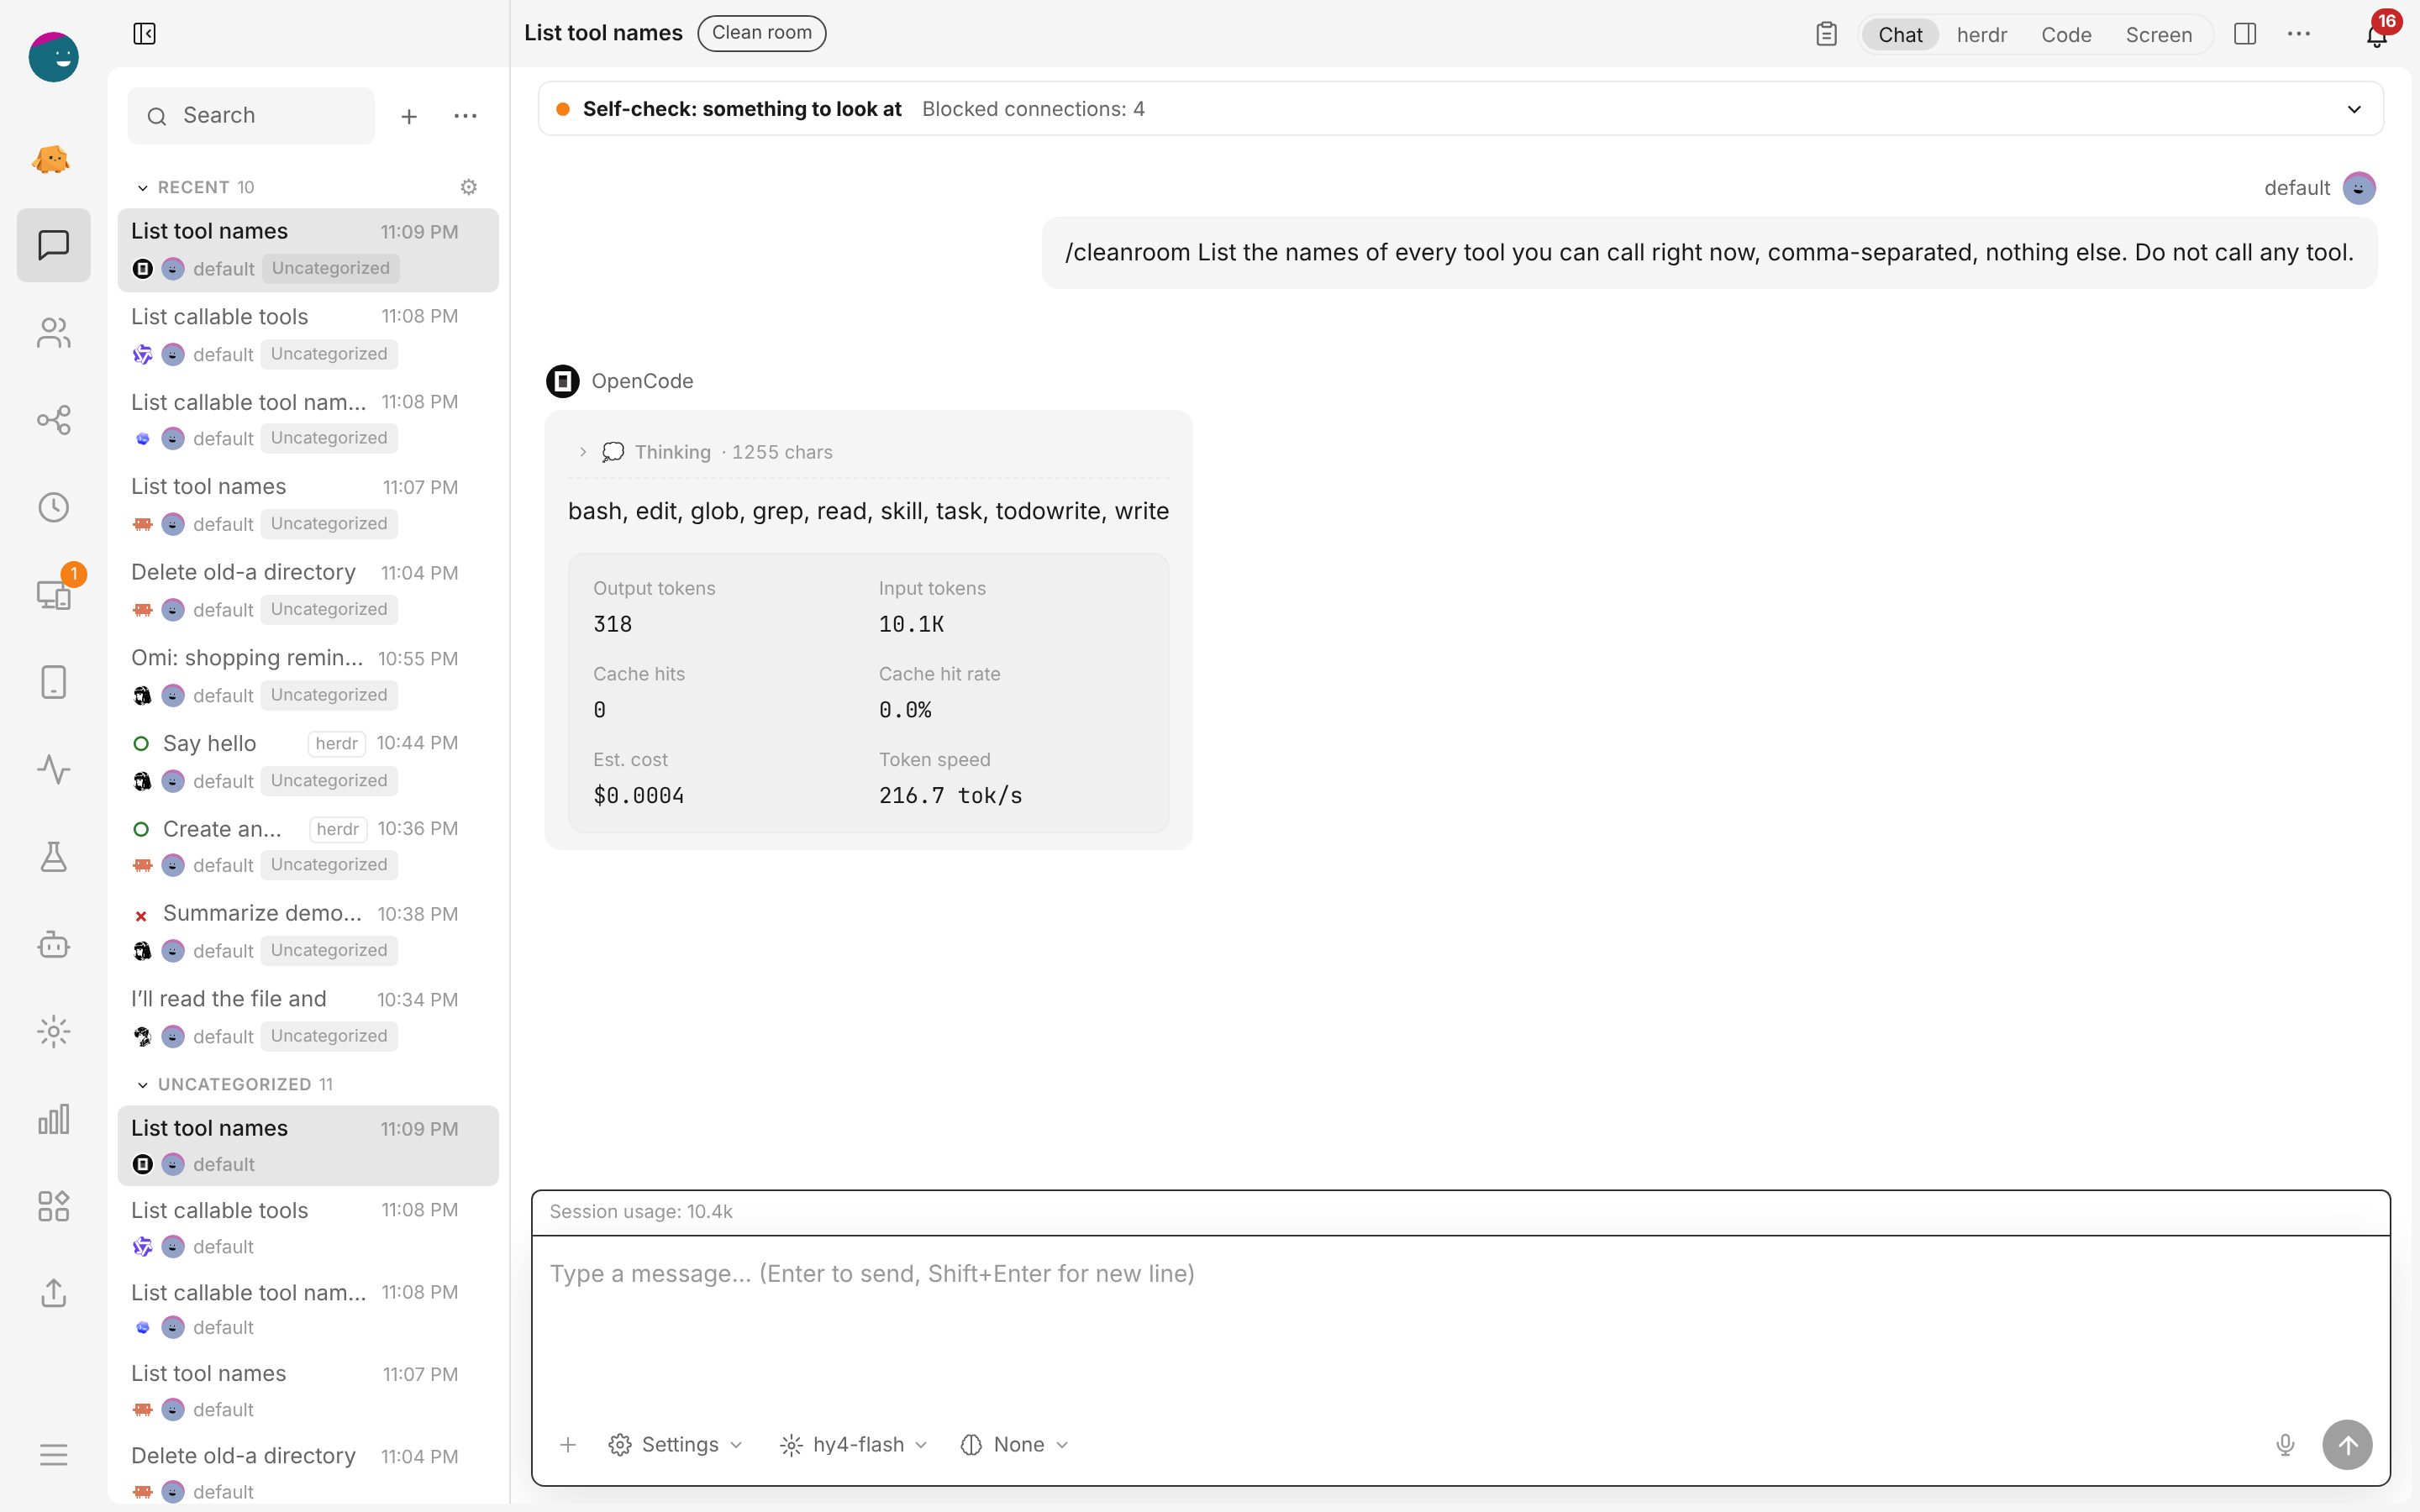 List tool names
Clean room
Chat
herdr
Code
Screen
16
Search
RECENT 10
List tool names 11:09 PM
default Uncategorized
List callable tools 11:08 PM
default Uncategorized
List callable tool nam... 11:08 PM
default Uncategorized
List tool names 11:07 PM
default Uncategorized
1
Delete old-a directory 11:04 PM
default Uncategorized
Omi: shopping remin... 10:55 PM
default Uncategorized
Say hello herdr 10:44 PM
default Uncategorized
Create an... herdr 10:36 PM
default Uncategorized
Summarize demo... 10:38 PM
default Uncategorized
I'll read the file and 10:34 PM
default Uncategorized
UNCATEGORIZED 11
List tool names 11:09 PM
default
List callable tools 11:08 PM
default
List callable tool nam... 11:08 PM
default
List tool names 11:07 PM
default
Delete old-a directory 11:04 PM
default
Self-check: something to look at Blocked connections: 4
default
/cleanroom List the names of every tool you can call right now, comma-separated, nothing else. Do not call any tool.
OpenCode
Thinking · 1255 chars
bash, edit, glob, grep, read, skill, task, todowrite, write
Output tokens Input tokens
318 10.1K
Cache hits Cache hit rate
0 0.0%
Est. cost Token speed
$0.0004 216.7 tok/s
Session usage: 10.4k
Type a message... (Enter to send, Shift+Enter for new line)
Settings hy4-flash None